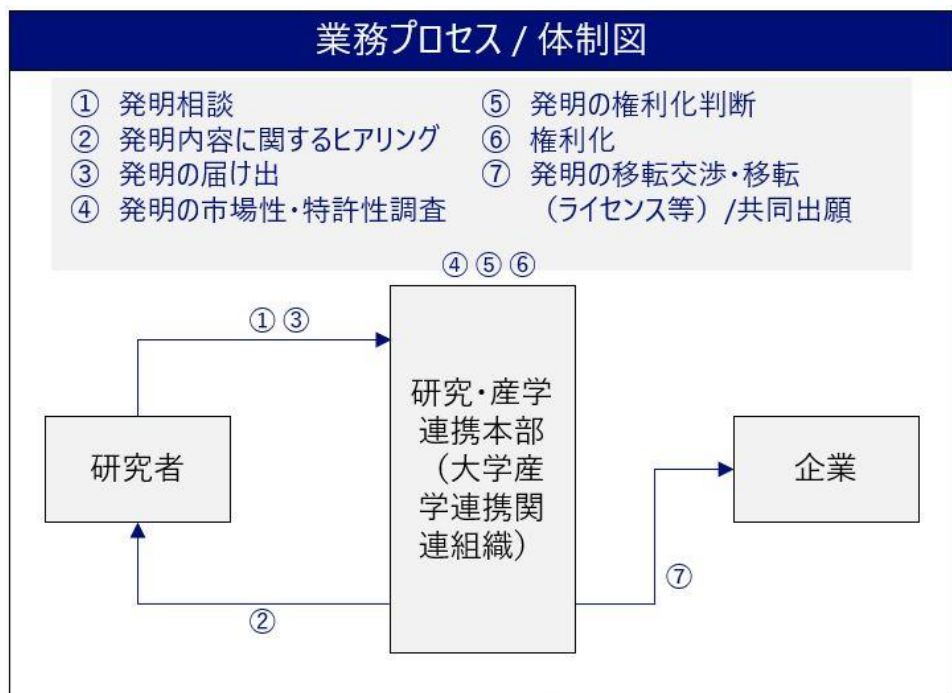 業務プロセス / 体制図
① 発明相談
② 発明内容に関するヒアリング
③ 発明の届け出
④ 発明の市場性・特許性調査
⑤ 発明の権利化判断
⑥ 権利化
⑦ 発明の移転交渉・移転
（ライセンス等）/共同出願
④ ⑤ ⑥
① ③
研究者
研究・産学
連携本部
（大学産
学連携関
連組織）
企業
⑦
②